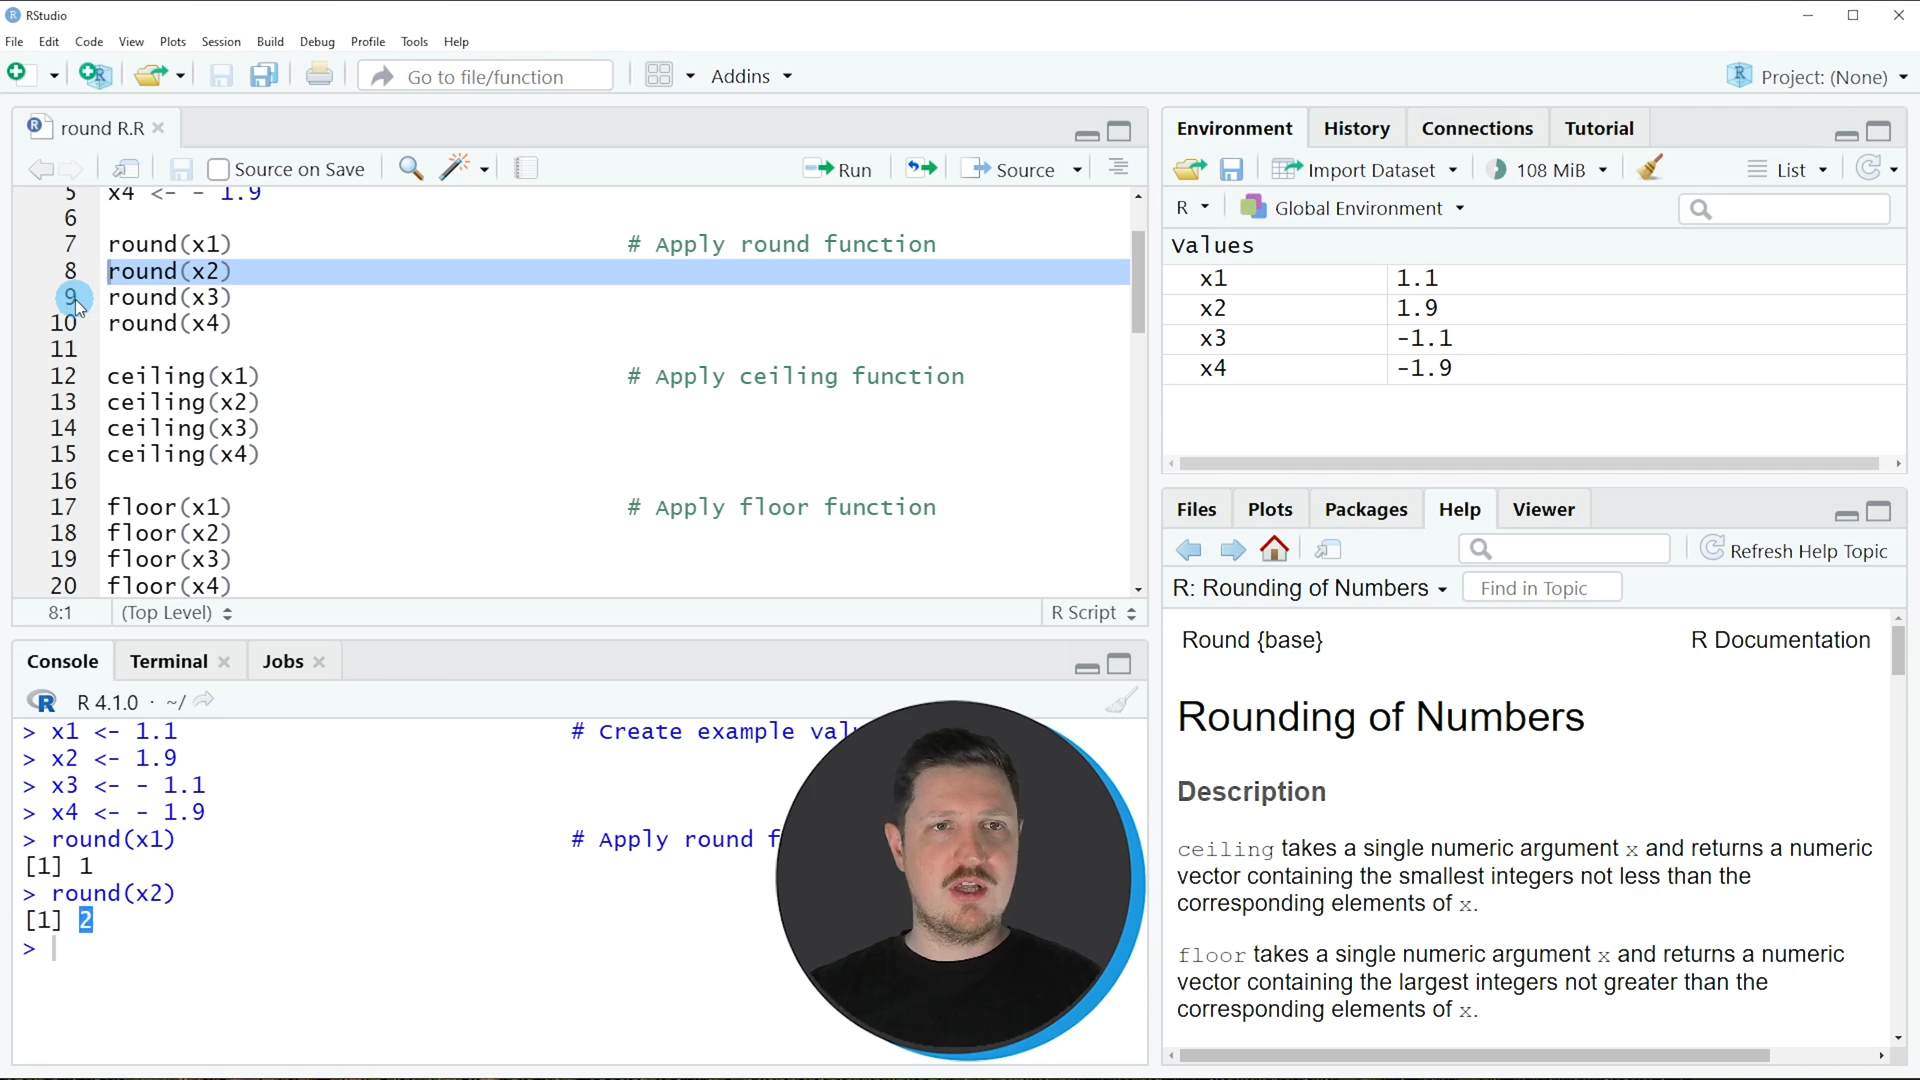 RStudio
File Edit Code View Plots Session Build Debug Profile Tools Help
Go to file/function Addins Project: (None)
round R.R
Source on Save Run Source
5 x4 <- - 1.9
6
7 round(x1) # Apply round function
8 round(x2)
9 round(x3)
10 round(x4)
11
12 ceiling(x1) # Apply ceiling function
13 ceiling(x2)
14 ceiling(x3)
15 ceiling(x4)
16
17 floor(x1) # Apply floor function
18 floor(x2)
19 floor(x3)
20 floor(x4)
8:1 (Top Level) R Script
Console Terminal Jobs
R 4.1.0 · ~/
> x1 <- 1.1 # Create example val
> x2 <- 1.9
> x3 <- - 1.1
> x4 <- - 1.9
> round(x1) # Apply round f
[1] 1
> round(x2)
[1] 2
>
Environment History Connections Tutorial
Import Dataset 108 MiB List
R Global Environment
Values
x1 1.1
x2 1.9
x3 -1.1
x4 -1.9
Files Plots Packages Help Viewer
Refresh Help Topic
R: Rounding of Numbers Find in Topic
Round {base} R Documentation
Rounding of Numbers
Description
ceiling takes a single numeric argument x and returns a numeric
vector containing the smallest integers not less than the
corresponding elements of x.
floor takes a single numeric argument x and returns a numeric
vector containing the largest integers not greater than the
corresponding elements of x.